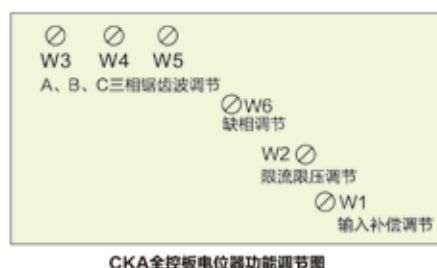 W3 W4 W5
A、B、C三相锯齿波调节
W6
缺相调节
W2
限流限压调节
W1
输入补偿调节
CKA全控板电位器功能调节图